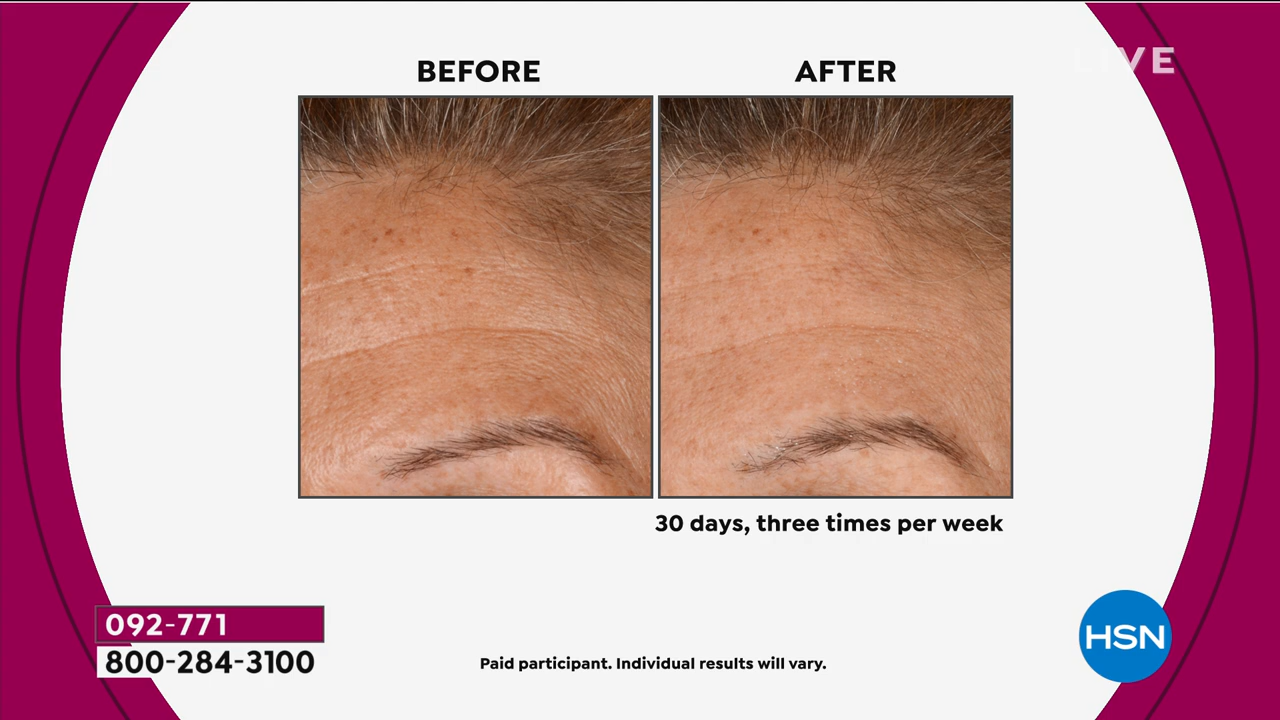 LIVE
BEFORE
AFTER
30 days, three times per week
092-771
800-284-3100
Paid participant. Individual results will vary.
HSN